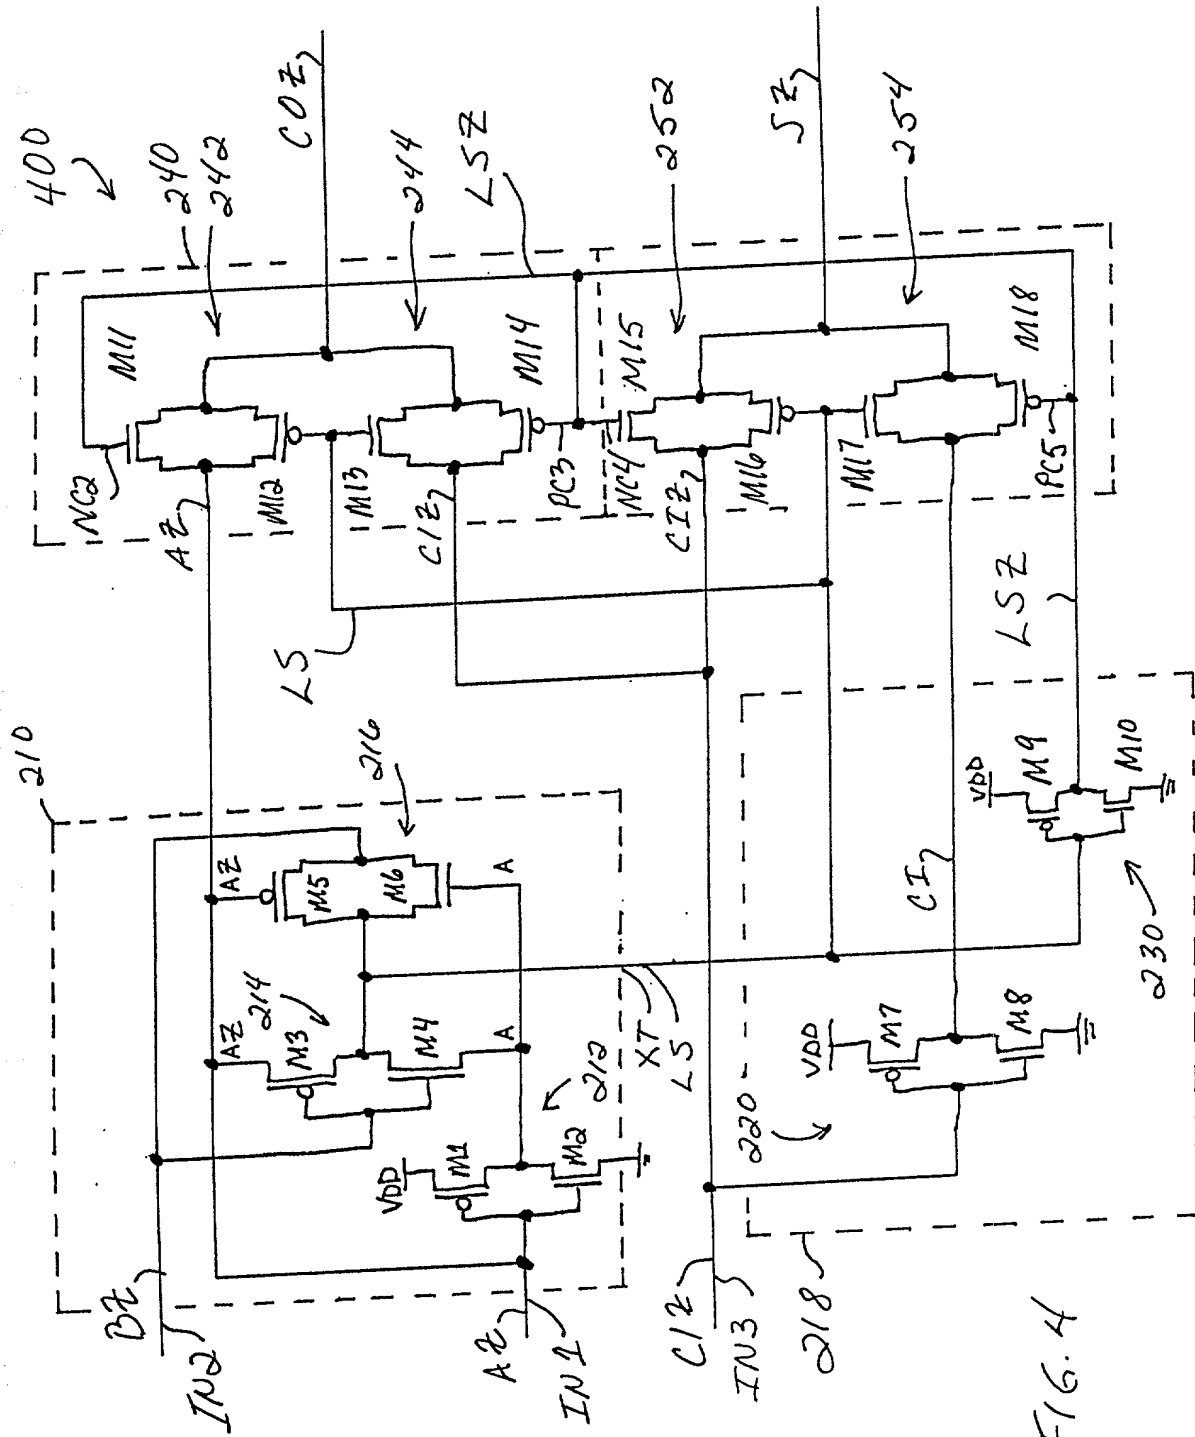 400
240
242
COZ
244
LSZ
252
SZ
254
M11
NC2
AZ
M12
M13
CIZ
M14
PC3
NC4
M15
CIZ
M16
M17
M18
PC5
LS
LSZ
210
216
AZ
M5
M6
A
AZ
214
M3
M4
A
212
VDD
M1
M2
XT
LS
CI
VDD
M9
M10
230
VDD
M7
M8
220
218
BZ
IN2
AZ
IN1
CIZ
IN3
FIG. 4